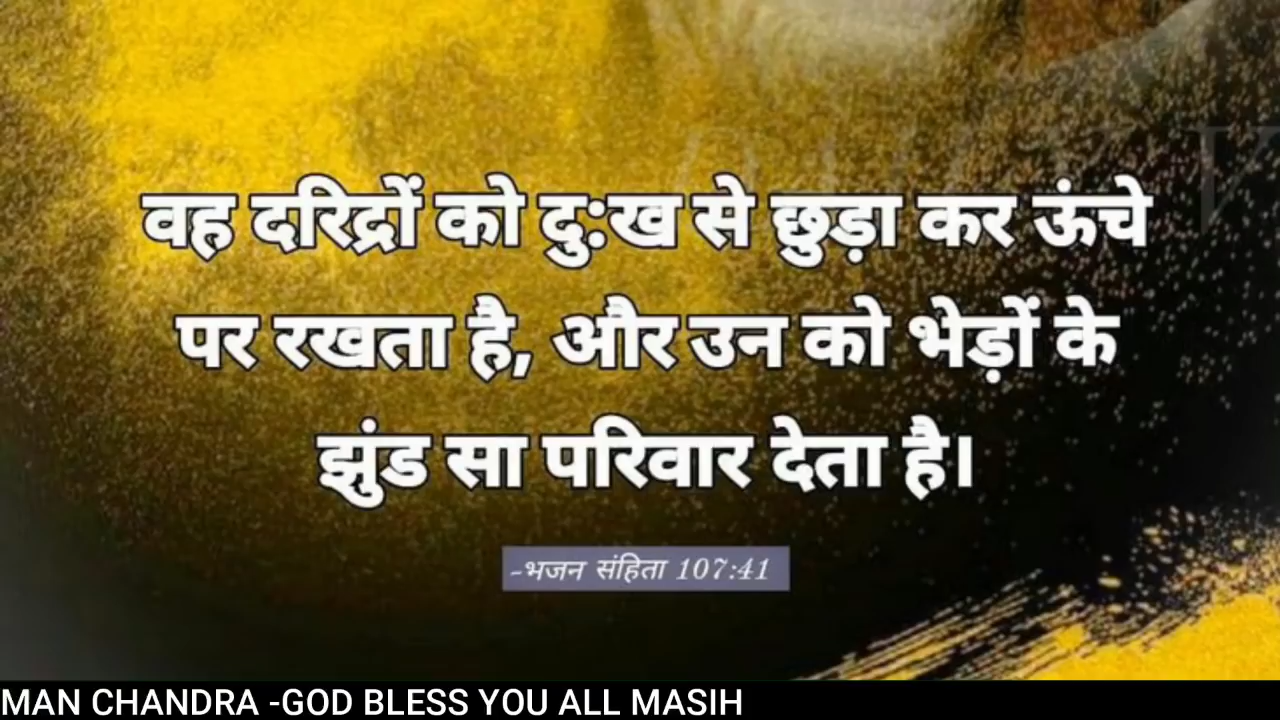 वह दरिद्रों को दु:ख से छुड़ा कर ऊंचे
पर रखता है, और उन को भेड़ों के
झुंड सा परिवार देता है।
-भजन संहिता 107:41
MAN CHANDRA -GOD BLESS YOU ALL MASIH